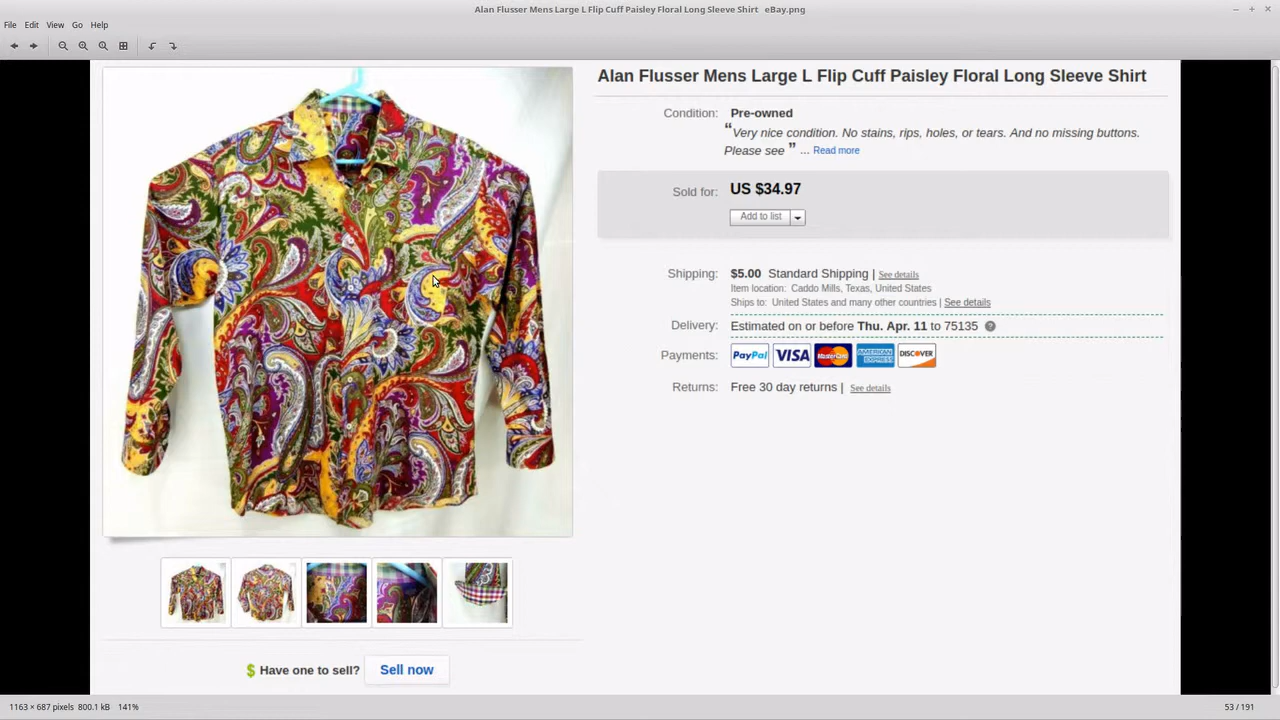 Alan Flusser Mens Large L Flip Cuff Paisley Floral Long Sleeve Shirt   eBay.png
File Edit View Go Help
Alan Flusser Mens Large L Flip Cuff Paisley Floral Long Sleeve Shirt
Condition: Pre-owned
“Very nice condition. No stains, rips, holes, or tears. And no missing buttons.
Please see ” ... Read more
Sold for: US $34.97
Add to list
Shipping: $5.00 Standard Shipping | See details
Item location: Caddo Mills, Texas, United States
Ships to: United States and many other countries | See details
Delivery: Estimated on or before Thu. Apr. 11 to 75135 ?
Payments: PayPal VISA MasterCard AMERICAN EXPRESS DISCOVER
Returns: Free 30 day returns | See details
$ Have one to sell? Sell now
1163 × 687 pixels 800.1 kB 141%
53 / 191